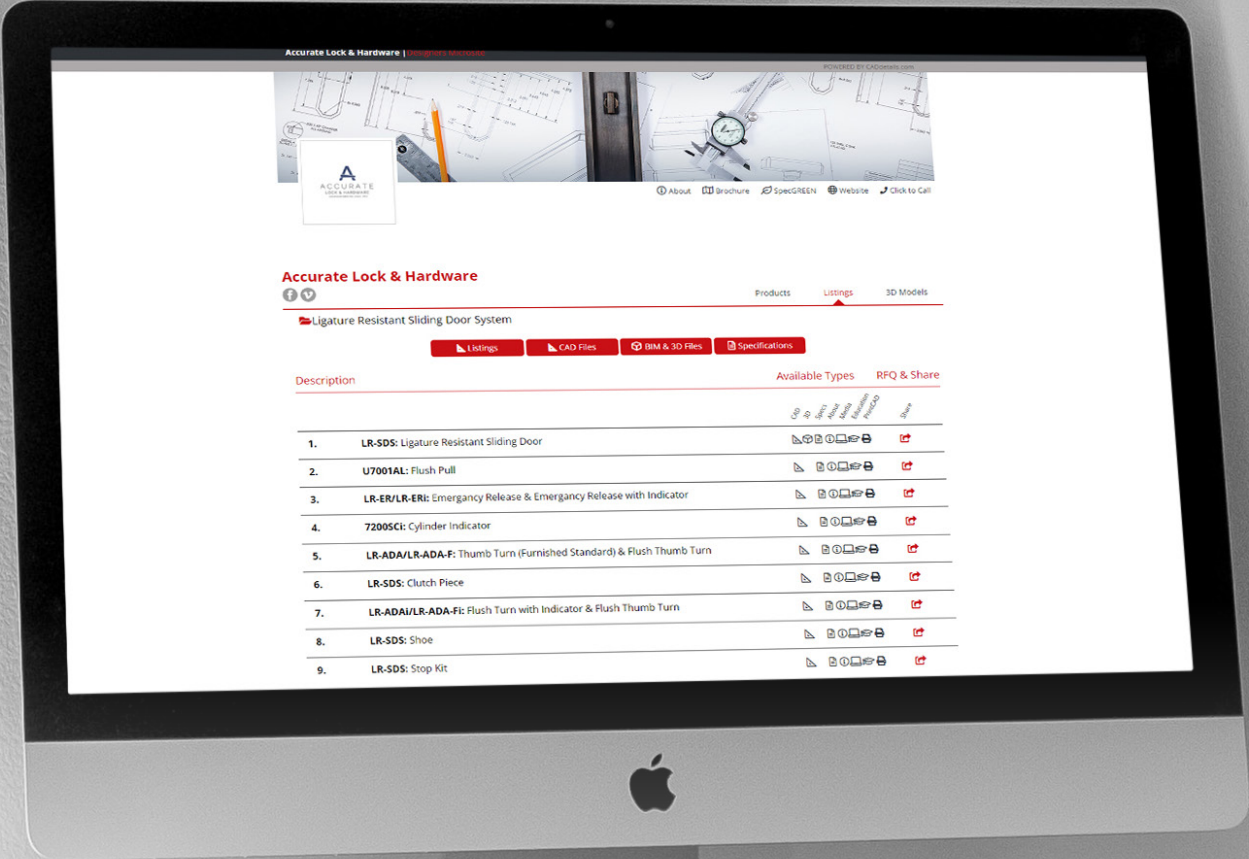 Accurate Lock & Hardware | Designers Microsite
POWERED BY CADdetails.com
A
ACCURATE
LOCK & HARDWARE
About Brochure SpecGREEN Website Click to Call
Accurate Lock & Hardware
Products Listings 3D Models
Ligature Resistant Sliding Door System
Listings CAD Files BIM & 3D Files Specifications
Description Available Types RFQ & Share
CAD 3D Specs About Media Education PrintCAD Share
1. LR-SDS: Ligature Resistant Sliding Door
2. U7001AL: Flush Pull
3. LR-ER/LR-ERi: Emergancy Release & Emergancy Release with Indicator
4. 7200SCi: Cylinder Indicator
5. LR-ADA/LR-ADA-F: Thumb Turn (Furnished Standard) & Flush Thumb Turn
6. LR-SDS: Clutch Piece
7. LR-ADAi/LR-ADA-Fi: Flush Turn with Indicator & Flush Thumb Turn
8. LR-SDS: Shoe
9. LR-SDS: Stop Kit